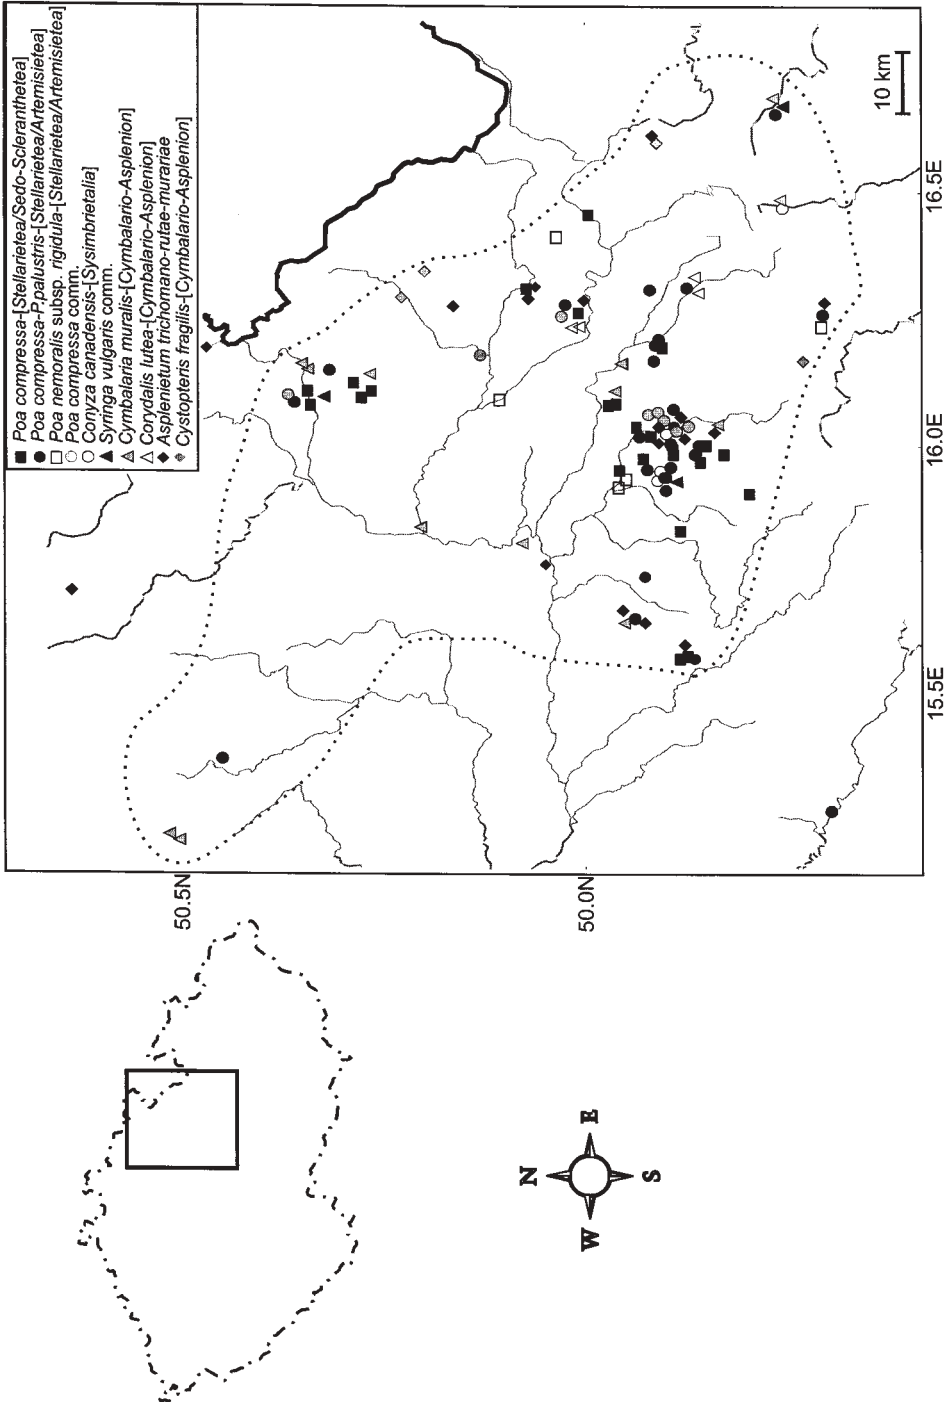 Poa compressa-[Stellarietea/Sedo-Scleranthetea]
Poa compressa-P.palustris-[Stellarietea/Artemisietea]
Poa nemoralis subsp. rigidula-[Stellarietea/Artemisietea]
Poa compressa comm.
Conyza canadensis-[Sysimbrietalia]
Syringa vulgaris comm.
Cymbalaria muralis-[Cymbalario-Asplenion]
Corydalis lutea-[Cymbalario-Asplenion]
Asplenietum trichomano-rutae-murariae
Cystopteris fragilis-[Cymbalario-Asplenion]
10 km
50.5N
50.0N
15.5E
16.0E
16.5E
N
W
E
S